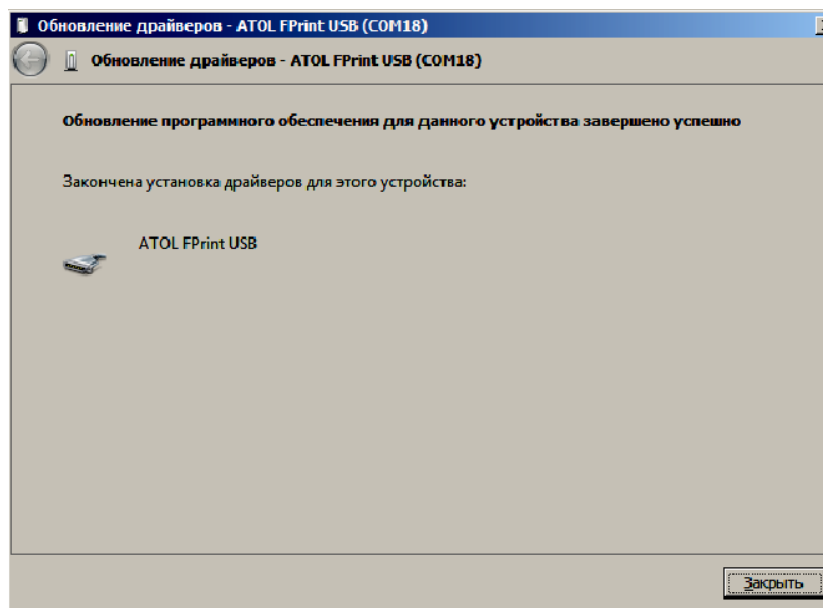 Обновление драйверов - ATOL FPrint USB (COM18)
Обновление драйверов - ATOL FPrint USB (COM18)
Обновление программного обеспечения для данного устройства завершено успешно
Закончена установка драйверов для этого устройства:
ATOL FPrint USB
Закрыть